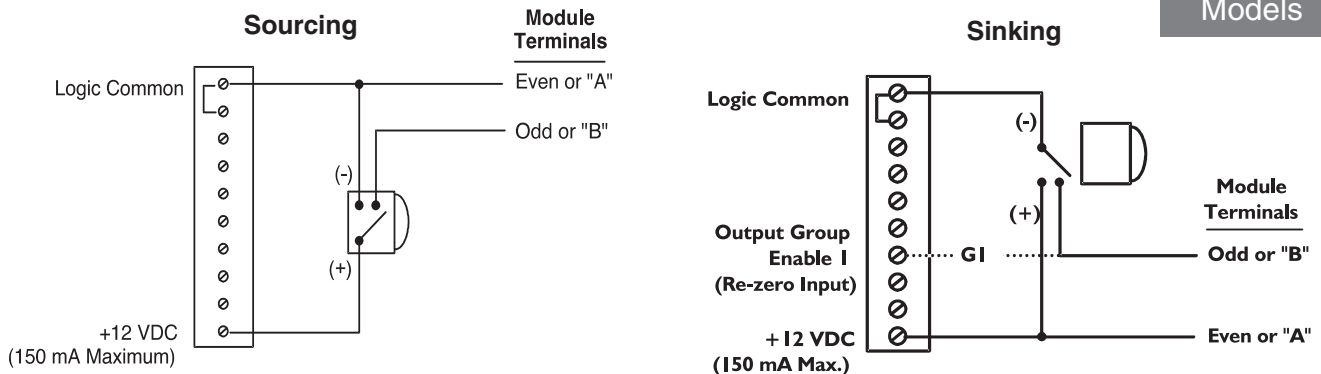 Models
Sourcing
Module
Terminals
Logic Common
Even or "A"
Odd or "B"
(-)
(+)
+12 VDC
(150 mA Maximum)
Sinking
Logic Common
(-)
(+)
Module
Terminals
Output Group
Enable 1
(Re-zero Input)
G1
Odd or "B"
+12 VDC
(150 mA Max.)
Even or "A"